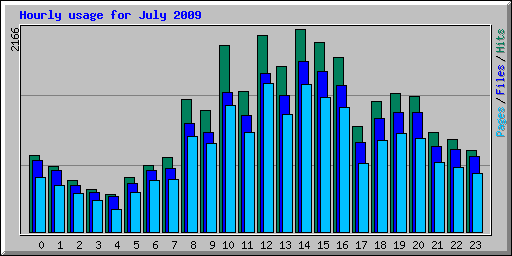 Hourly usage for July 2009
2166
Pages / Files / Hits
0 1 2 3 4 5 6 7 8 9 10 11 12 13 14 15 16 17 18 19 20 21 22 23